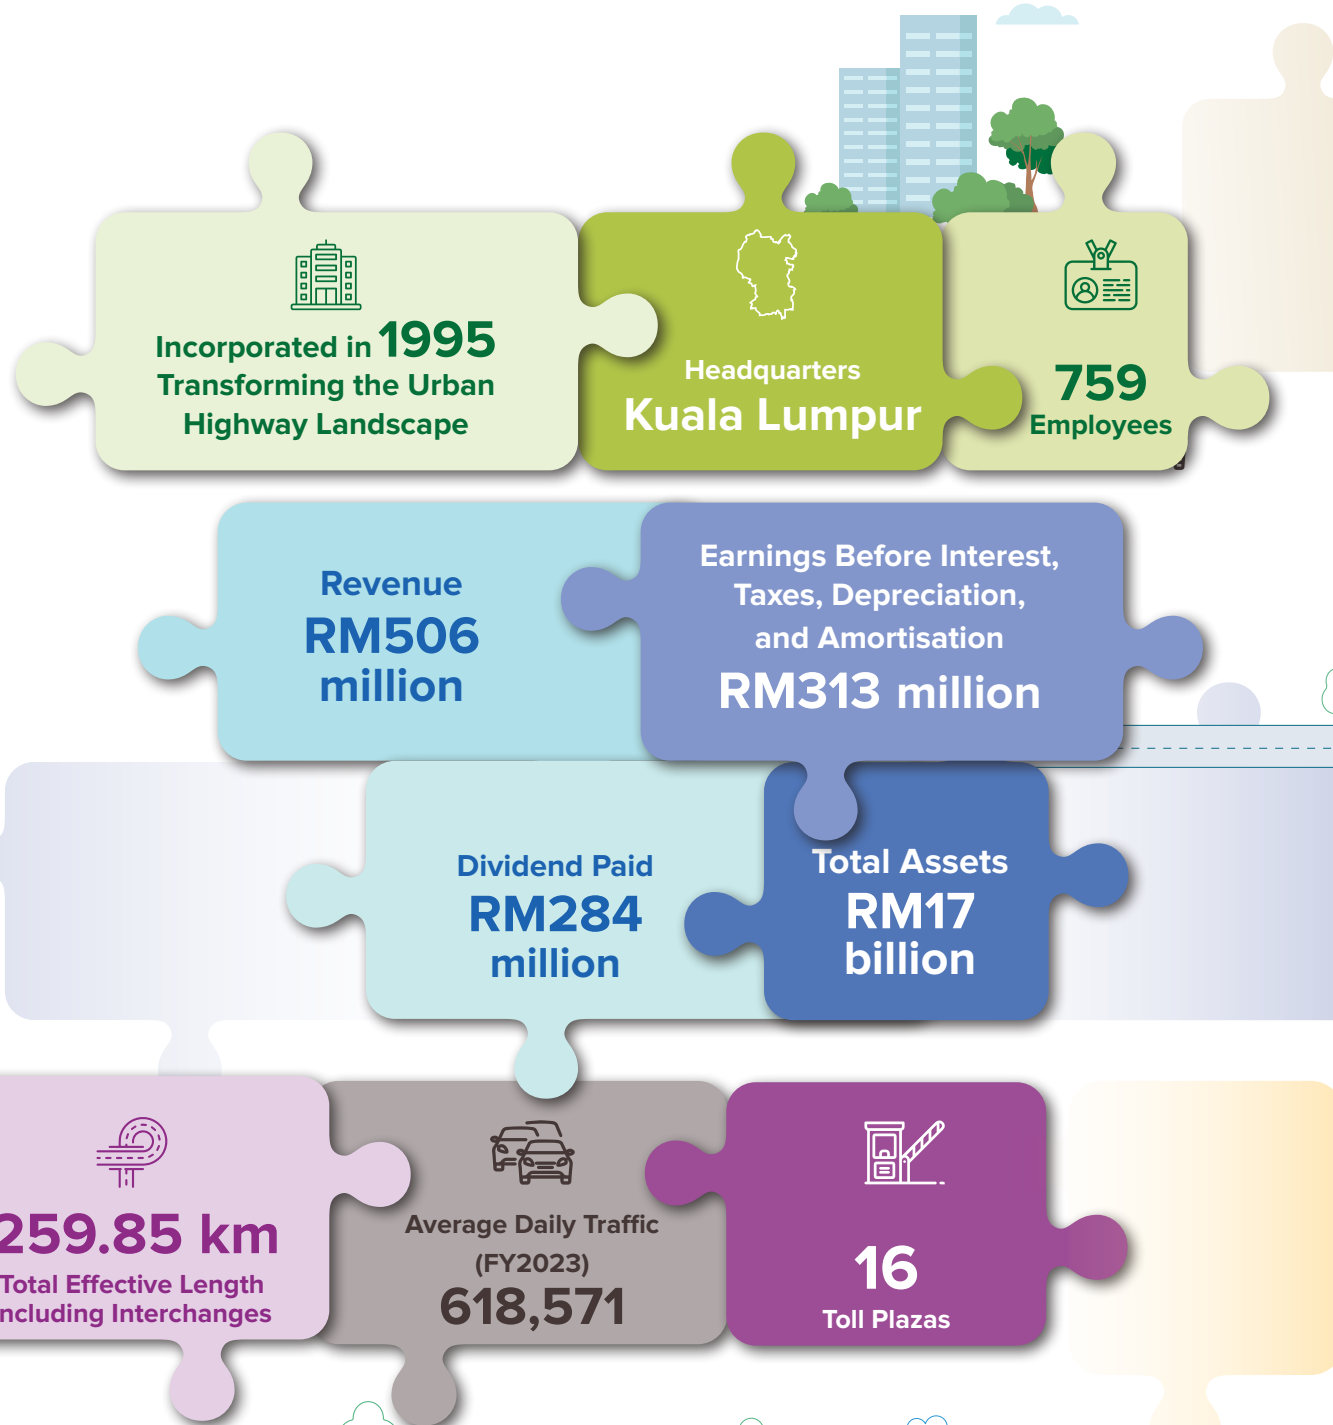 Incorporated in 1995
Transforming the Urban
Highway Landscape
Headquarters
Kuala Lumpur
759
Employees
Revenue
RM506
million
Earnings Before Interest,
Taxes, Depreciation,
and Amortisation
RM313 million
Dividend Paid
RM284
million
Total Assets
RM17
billion
259.85 km
Total Effective Length
ncluding Interchanges
Average Daily Traffic
(FY2023)
618,571
16
Toll Plazas